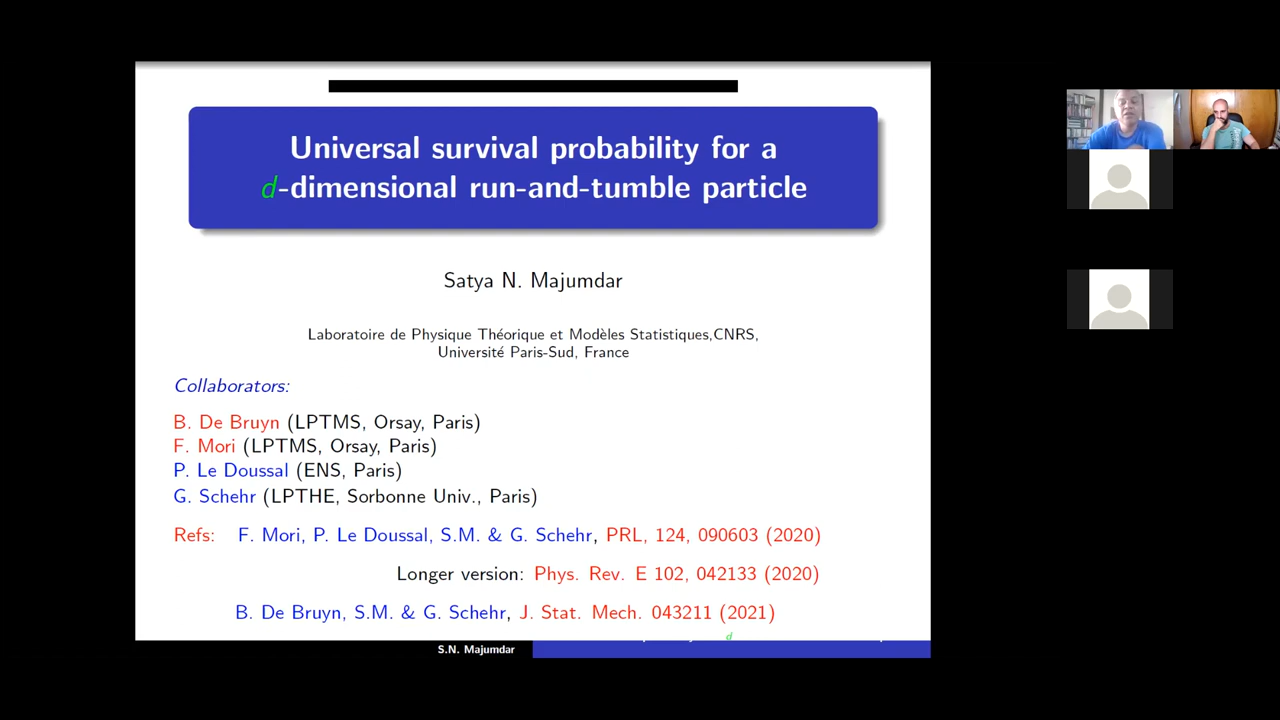 Universal survival probability for a
d-dimensional run-and-tumble particle
Satya N. Majumdar
Laboratoire de Physique Théorique et Modèles Statistiques,CNRS,
Université Paris-Sud, France
Collaborators:
B. De Bruyn (LPTMS, Orsay, Paris)
F. Mori (LPTMS, Orsay, Paris)
P. Le Doussal (ENS, Paris)
G. Schehr (LPTHE, Sorbonne Univ., Paris)
Refs: F. Mori, P. Le Doussal, S.M. & G. Schehr, PRL, 124, 090603 (2020)
Longer version: Phys. Rev. E 102, 042133 (2020)
B. De Bruyn, S.M. & G. Schehr, J. Stat. Mech. 043211 (2021)
d
S.N. Majumdar